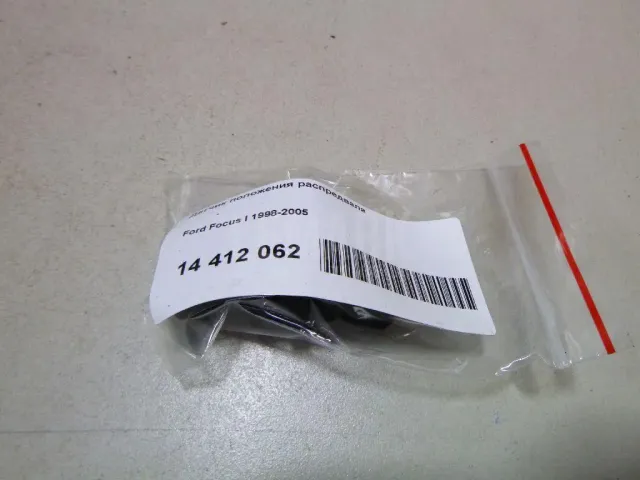 положения распредвала
Ford Focus I 1998-2005
14 412 062